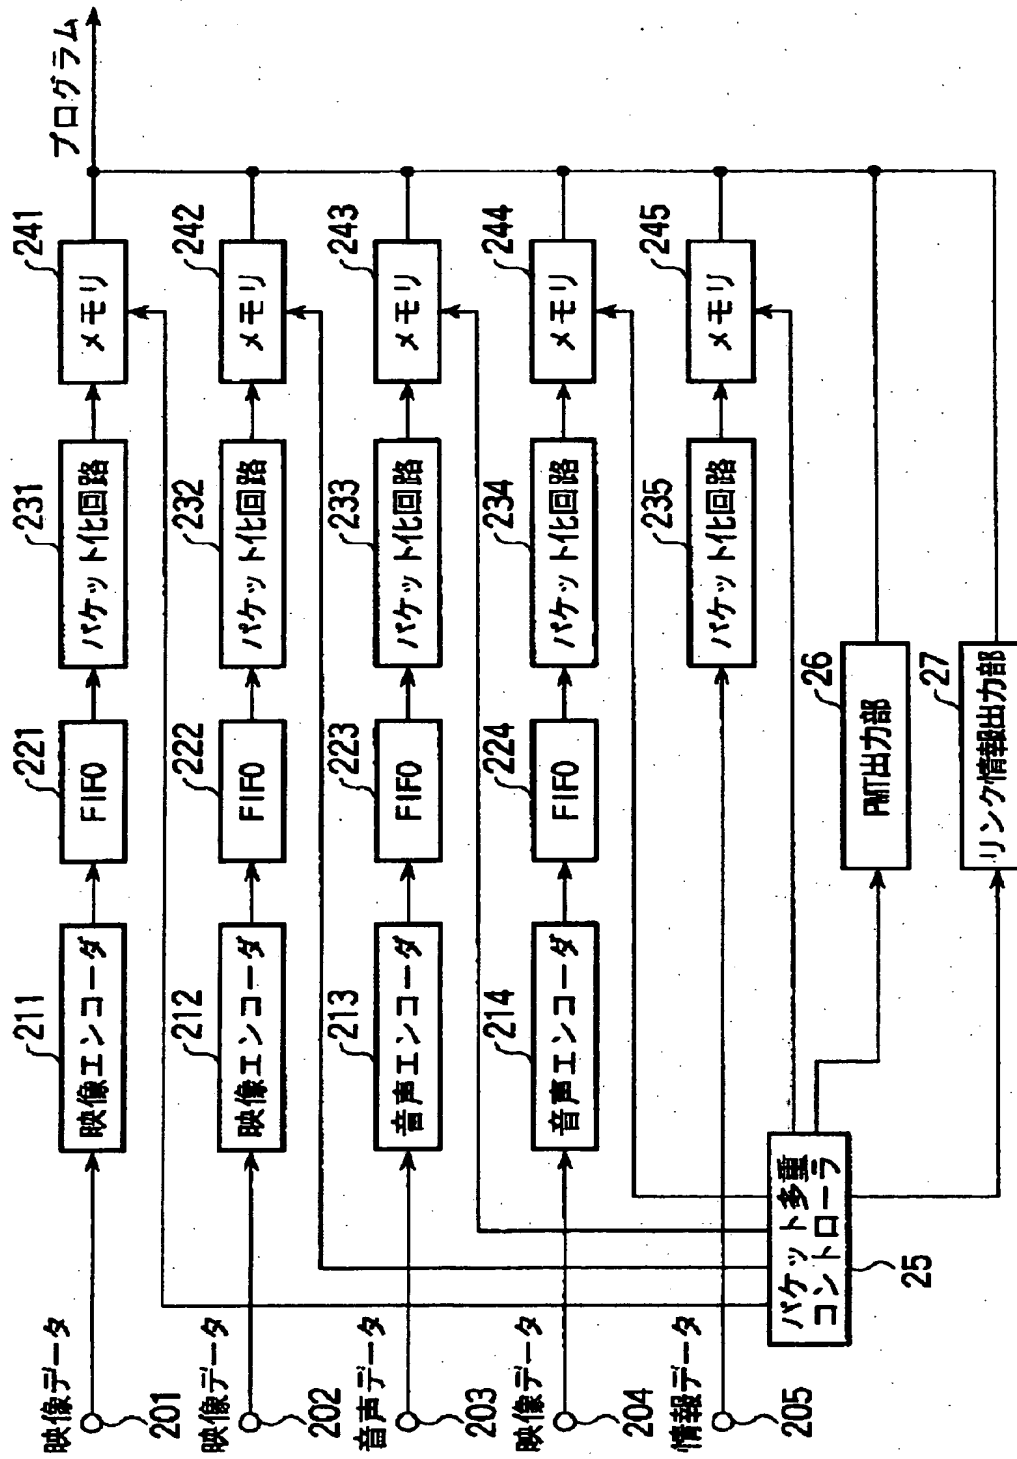 映像データ
201
211
映像エンコーダ
221
FIFO
231
パケット化回路
241
メモリ
プログラム
映像データ
202
212
映像エンコーダ
222
FIFO
232
パケット化回路
242
メモリ
音声データ
203
213
音声エンコーダ
223
FIFO
233
パケット化回路
243
メモリ
映像データ
204
214
音声エンコーダ
224
FIFO
234
パケット化回路
244
メモリ
情報データ
205
235
パケット化回路
245
メモリ
パケット多重
コントローラ
25
26
PMT出力部
27
リンク情報出力部